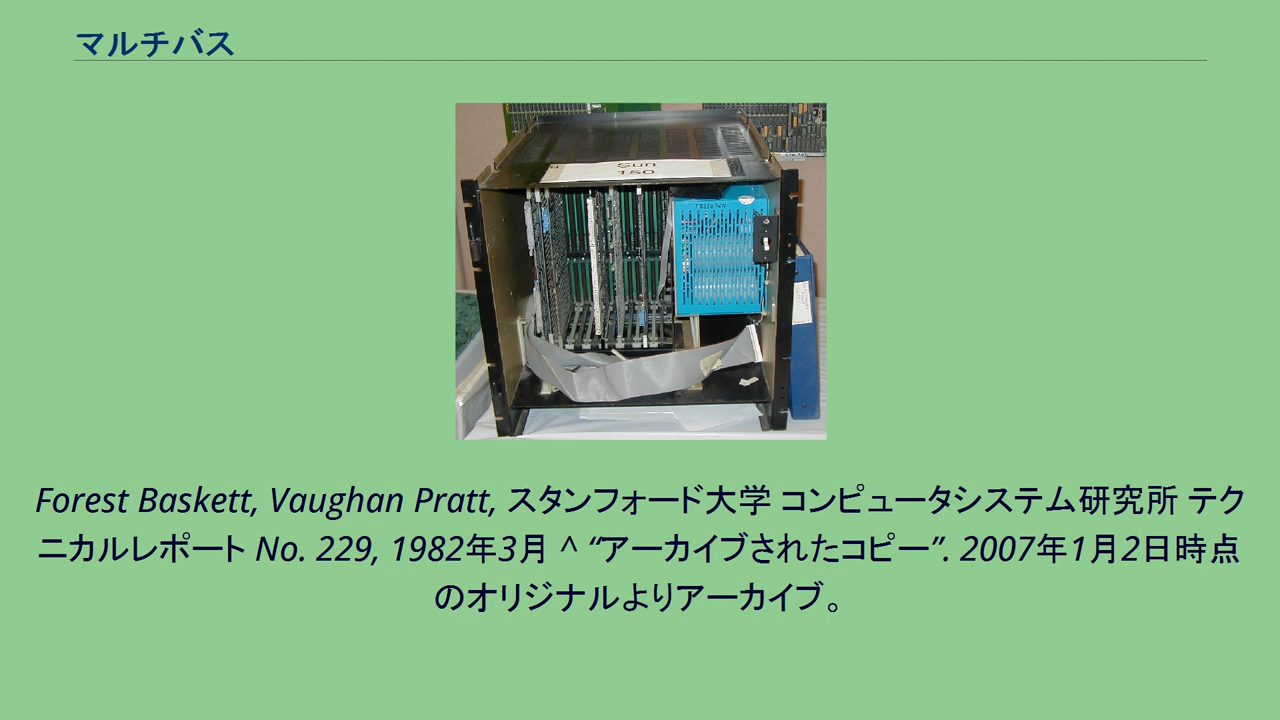 マルチバス
Sun
150
Forest Baskett, Vaughan Pratt, スタンフォード大学 コンピュータシステム研究所 テク
ニカルレポート No. 229, 1982年3月 ^ “アーカイブされたコピー”. 2007年1月2日時点
のオリジナルよりアーカイブ。